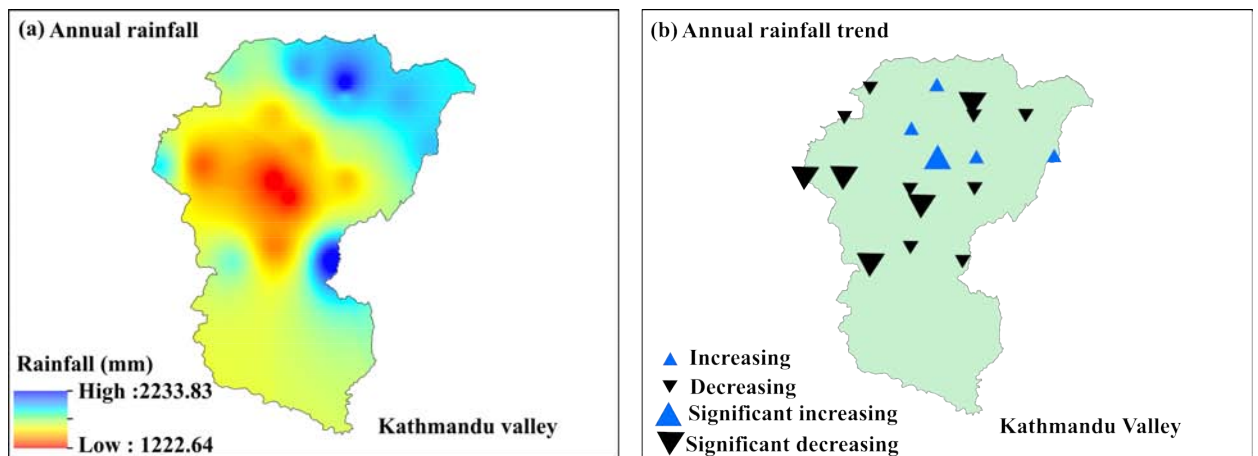 (a) Annual rainfall
Rainfall (mm)
High :2233.83
Low : 1222.64
Kathmandu valley
(b) Annual rainfall trend
Increasing
Decreasing
Significant increasing
Significant decreasing
Kathmandu Valley